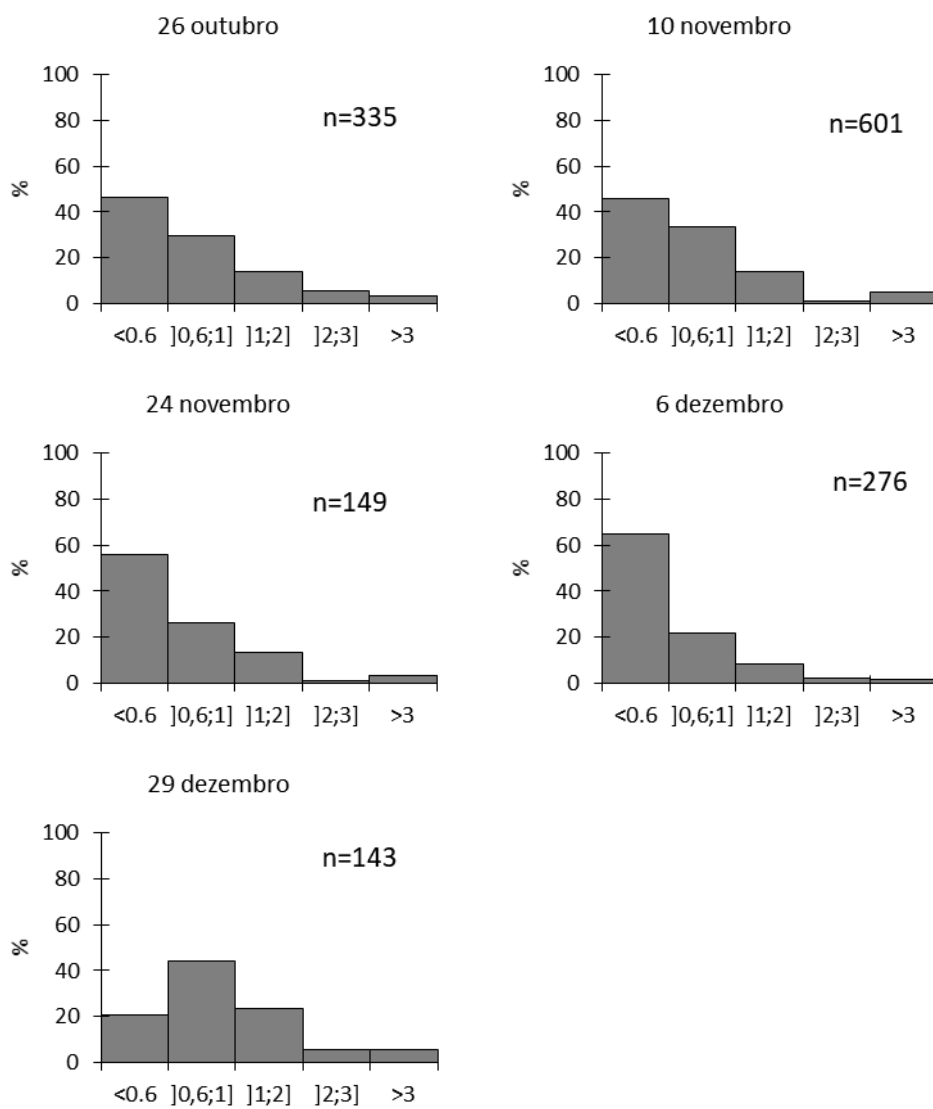 26 outubro
100
80
60
40
20
0
%
n=335
<0.6 ]0,6;1] ]1;2] ]2;3] >3
10 novembro
100
80
60
40
20
0
%
n=601
<0.6 ]0,6;1] ]1;2] ]2;3] >3
24 novembro
100
80
60
40
20
0
%
n=149
<0.6 ]0,6;1] ]1;2] ]2;3] >3
6 dezembro
100
80
60
40
20
0
%
n=276
<0.6 ]0,6;1] ]1;2] ]2;3] >3
29 dezembro
100
80
60
40
20
0
%
n=143
<0.6 ]0,6;1] ]1;2] ]2;3] >3